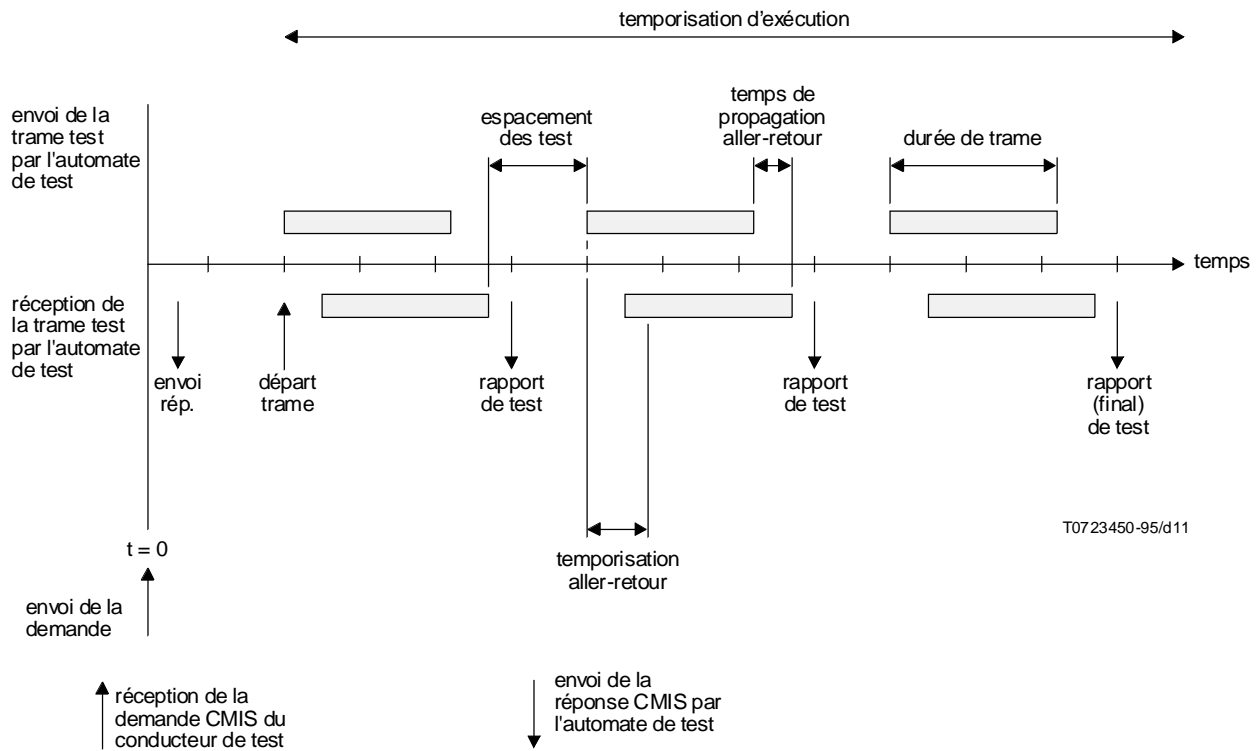 temporisation d'exécution
envoi de la
trame test
par l'automate
de test
espacement
des test
temps de
propagation
aller-retour
durée de trame
temps
réception de
la trame test
par l'automate
de test
envoi
rép.
départ
trame
rapport
de test
rapport
de test
rapport
(final)
de test
T0723450-95/d11
t = 0
temporisation
aller-retour
envoi de la
demande
réception de la
demande CMIS du
conducteur de test
envoi de la
réponse CMIS par
l'automate de test